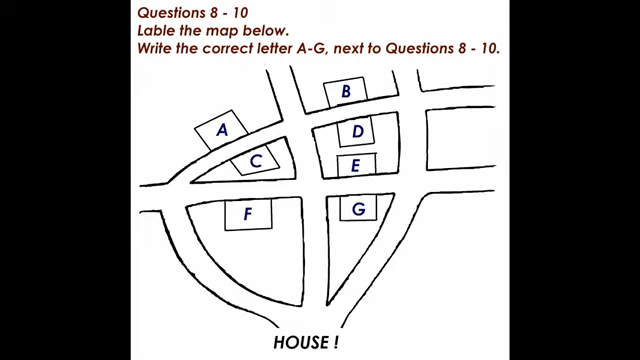 Questions 8 - 10
Lable the map below.
Write the correct letter A-G, next to Questions 8 - 10.
B
A
D
C
E
F
G
HOUSE !